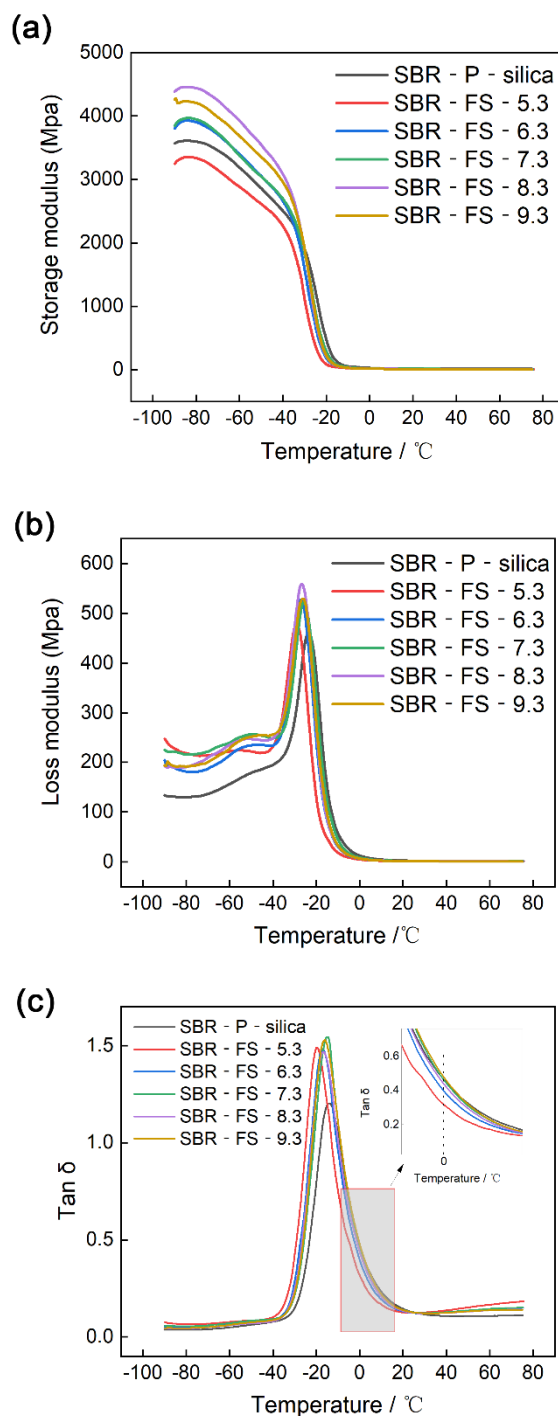 (a)
5000
4000
3000
2000
1000
0
Storage modulus (Mpa)
SBR - P - silica
SBR - FS - 5.3
SBR - FS - 6.3
SBR - FS - 7.3
SBR - FS - 8.3
SBR - FS - 9.3
-100 -80 -60 -40 -20 0 20 40 60 80
Temperature / ℃
(b)
600
500
400
300
200
100
0
Loss modulus (Mpa)
SBR - P - silica
SBR - FS - 5.3
SBR - FS - 6.3
SBR - FS - 7.3
SBR - FS - 8.3
SBR - FS - 9.3
-100 -80 -60 -40 -20 0 20 40 60 80
Temperature /℃
(c)
1.5
1.0
0.5
0.0
Tan δ
SBR - P - silica
SBR - FS - 5.3
SBR - FS - 6.3
SBR - FS - 7.3
SBR - FS - 8.3
SBR - FS - 9.3
0.6
0.4
0.2
Tan δ
0
Temperature / ℃
-100 -80 -60 -40 -20 0 20 40 60 80
Temperature / ℃